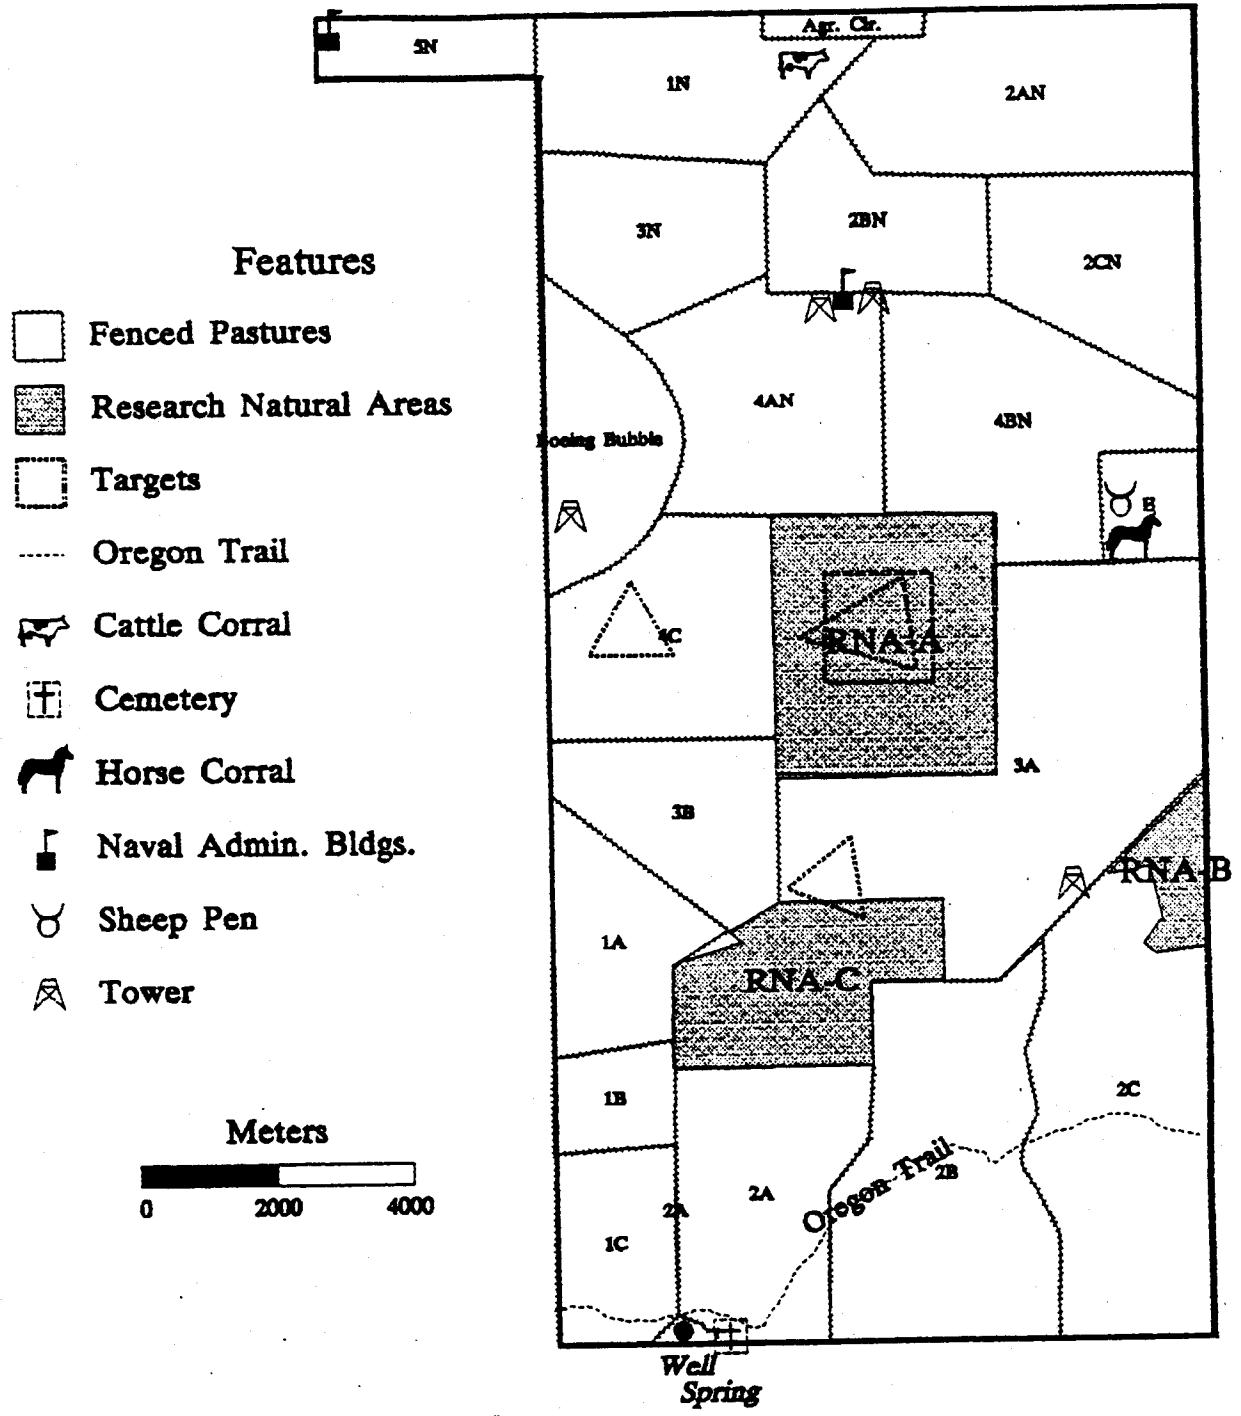 Agr. Cir.
5N
1N
2AN
3N
2BN
2CN
Features
Fenced Pastures
Research Natural Areas
Targets
Oregon Trail
Cattle Corral
Cemetery
Horse Corral
Naval Admin. Bldgs.
Sheep Pen
Tower
4AN
4BN
Boeing Bubble
E
4C
RNA-A
3A
3B
RNA-B
1A
RNA-C
1B
2C
Oregon Trail
2B
2A
2A
1C
Meters
0 2000 4000
Well
Spring